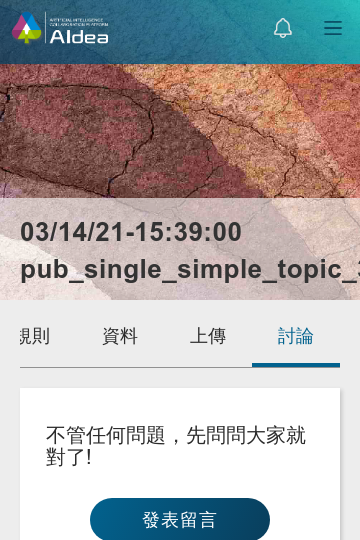 ARTIFICIAL INTELLIGENCE
COLLABORATION PLATFORM
AIdea
03/14/21-15:39:00
pub_single_simple_topic_
規則 資料 上傳 討論
不管任何問題，先問問大家就
對了!
發表留言